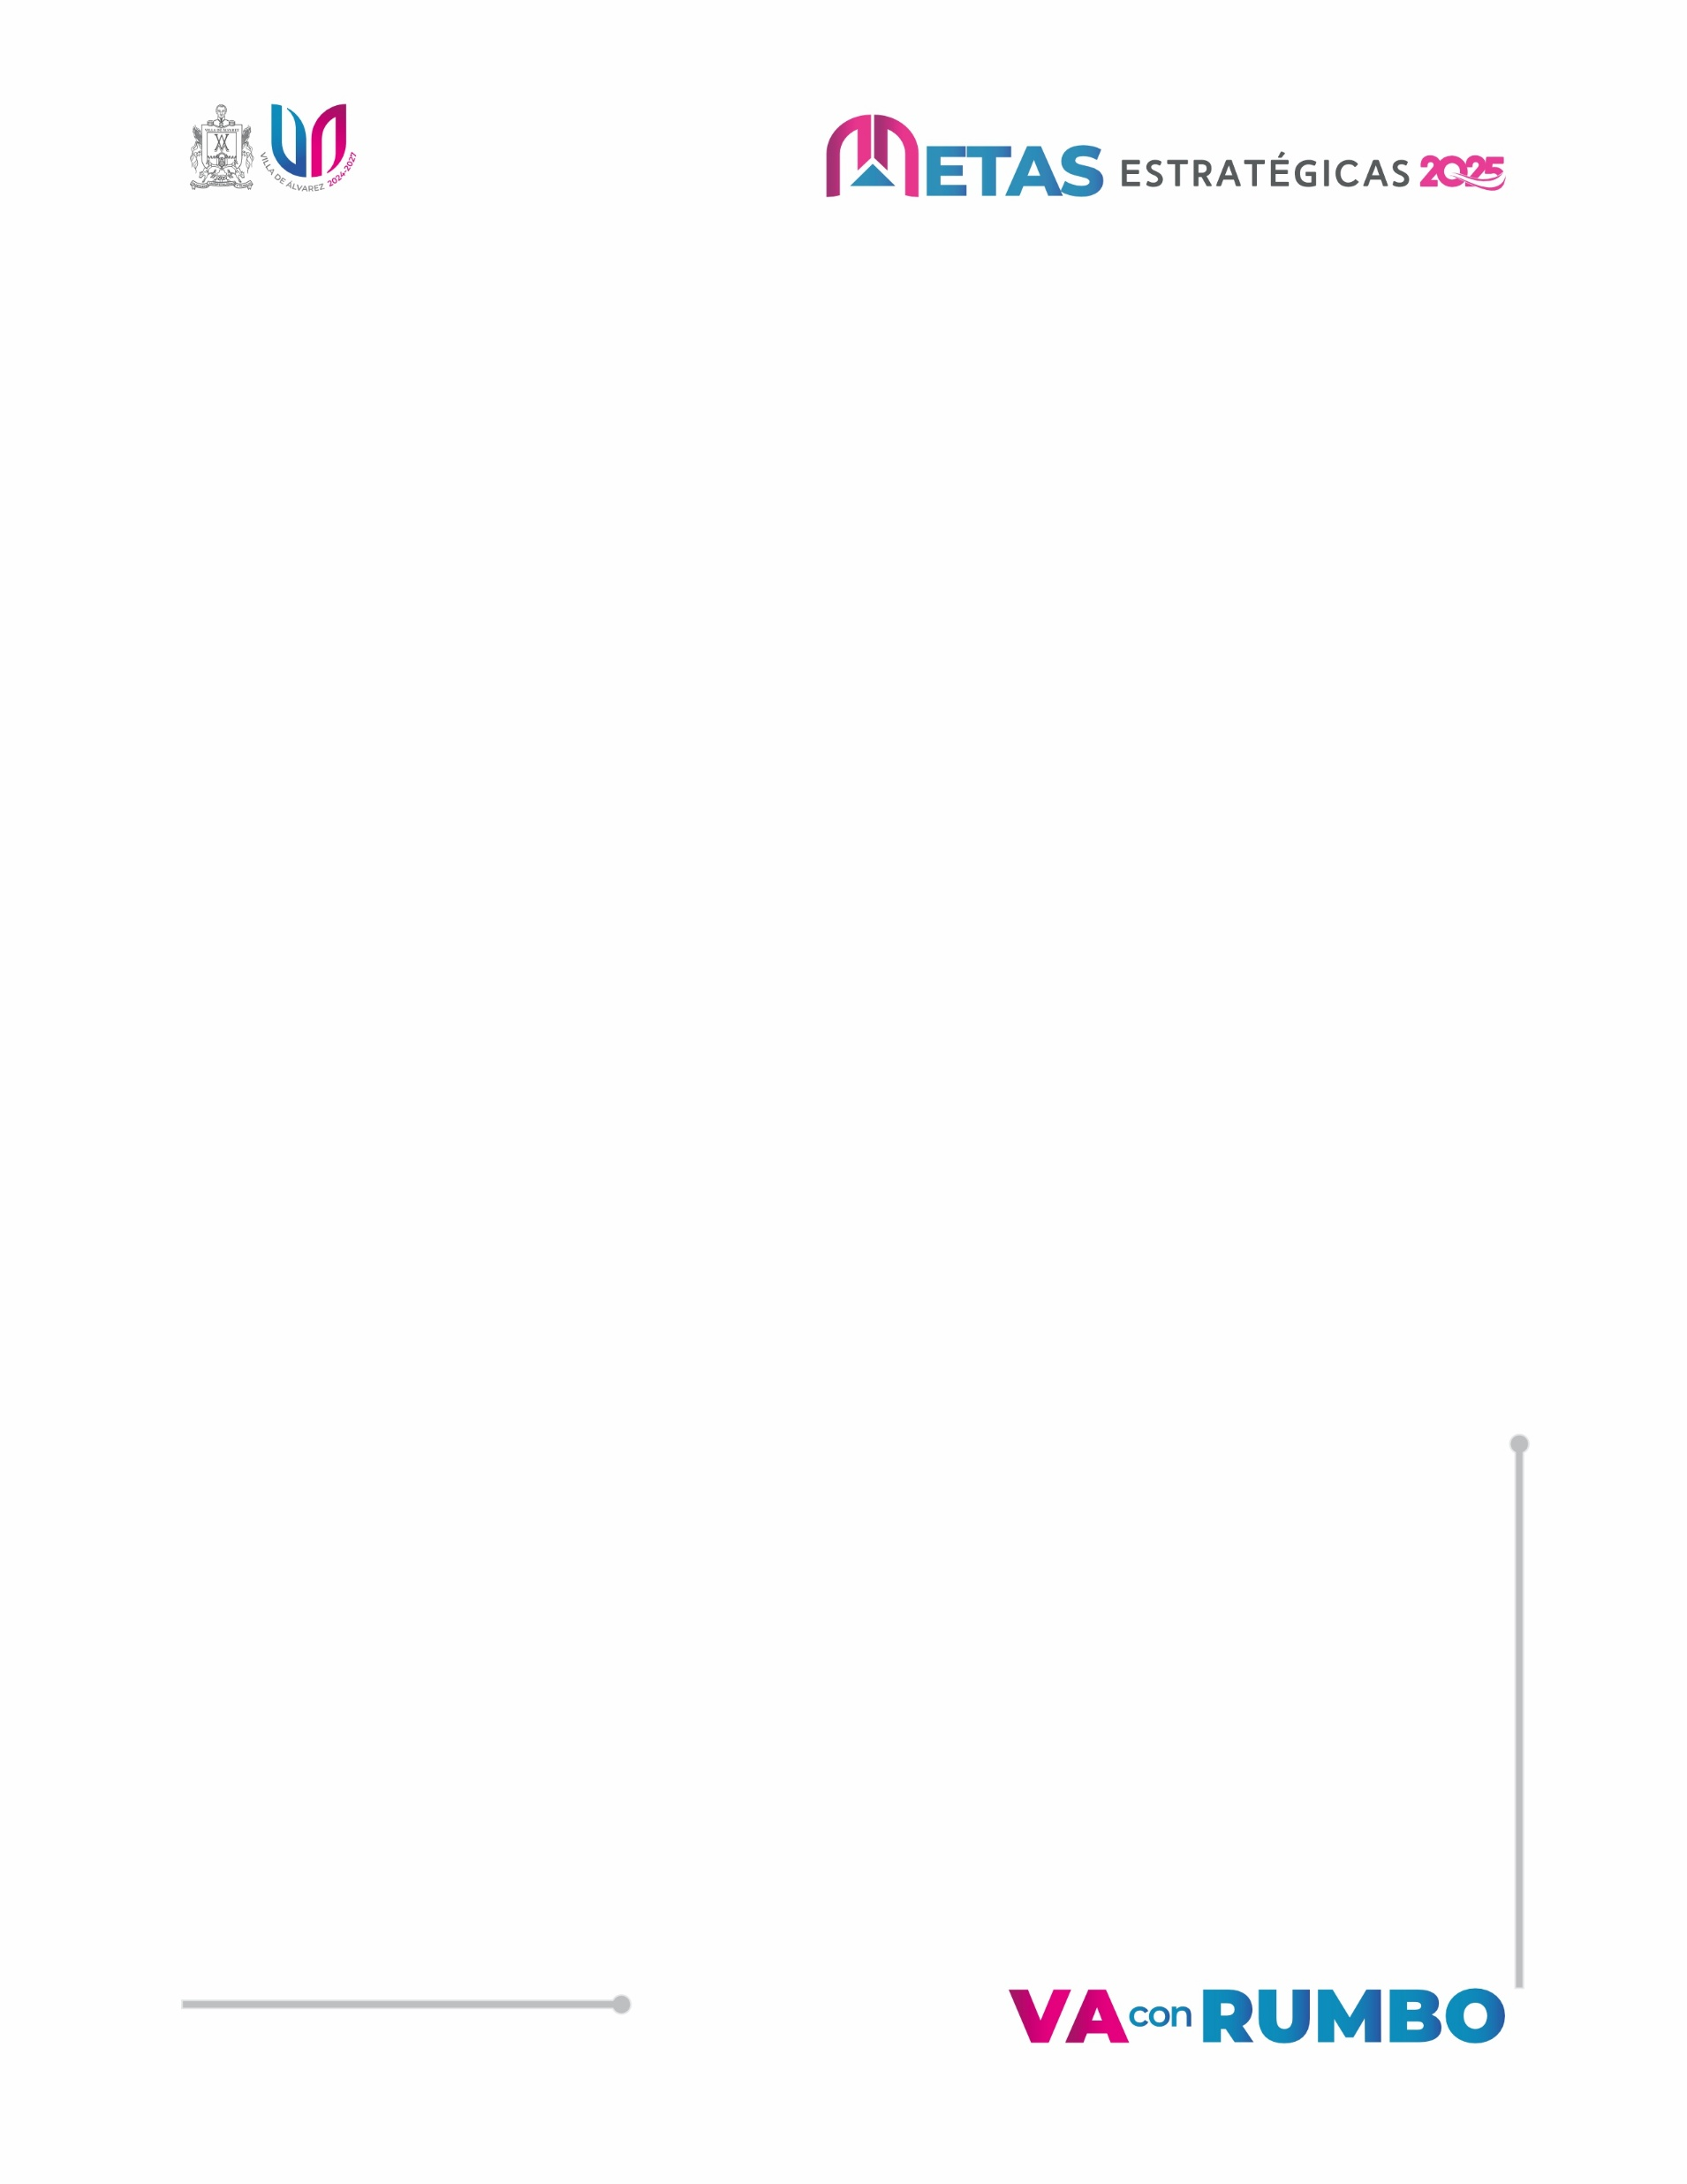 VILLA DE ÁLVAREZ 2024-2027
METAS ESTRATÉGICAS 2025
VA con RUMBO